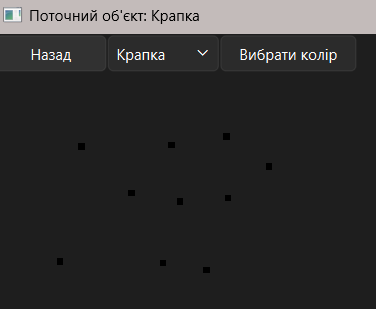 Поточний об'єкт: Крапка
Назад
Крапка
Вибрати колір